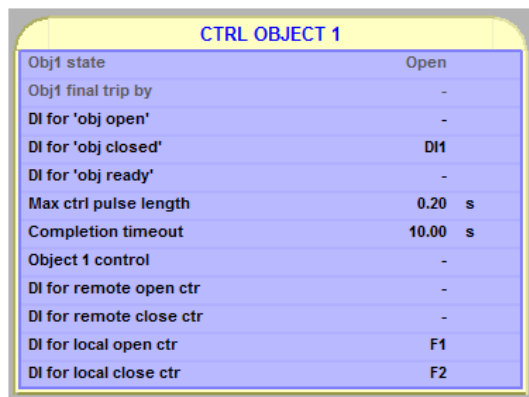 CTRL OBJECT 1
Obj1 state Open
Obj1 final trip by -
DI for 'obj open' -
DI for 'obj closed' DI1
DI for 'obj ready' -
Max ctrl pulse length 0.20 s
Completion timeout 10.00 s
Object 1 control -
DI for remote open ctr -
DI for remote close ctr -
DI for local open ctr F1
DI for local close ctr F2